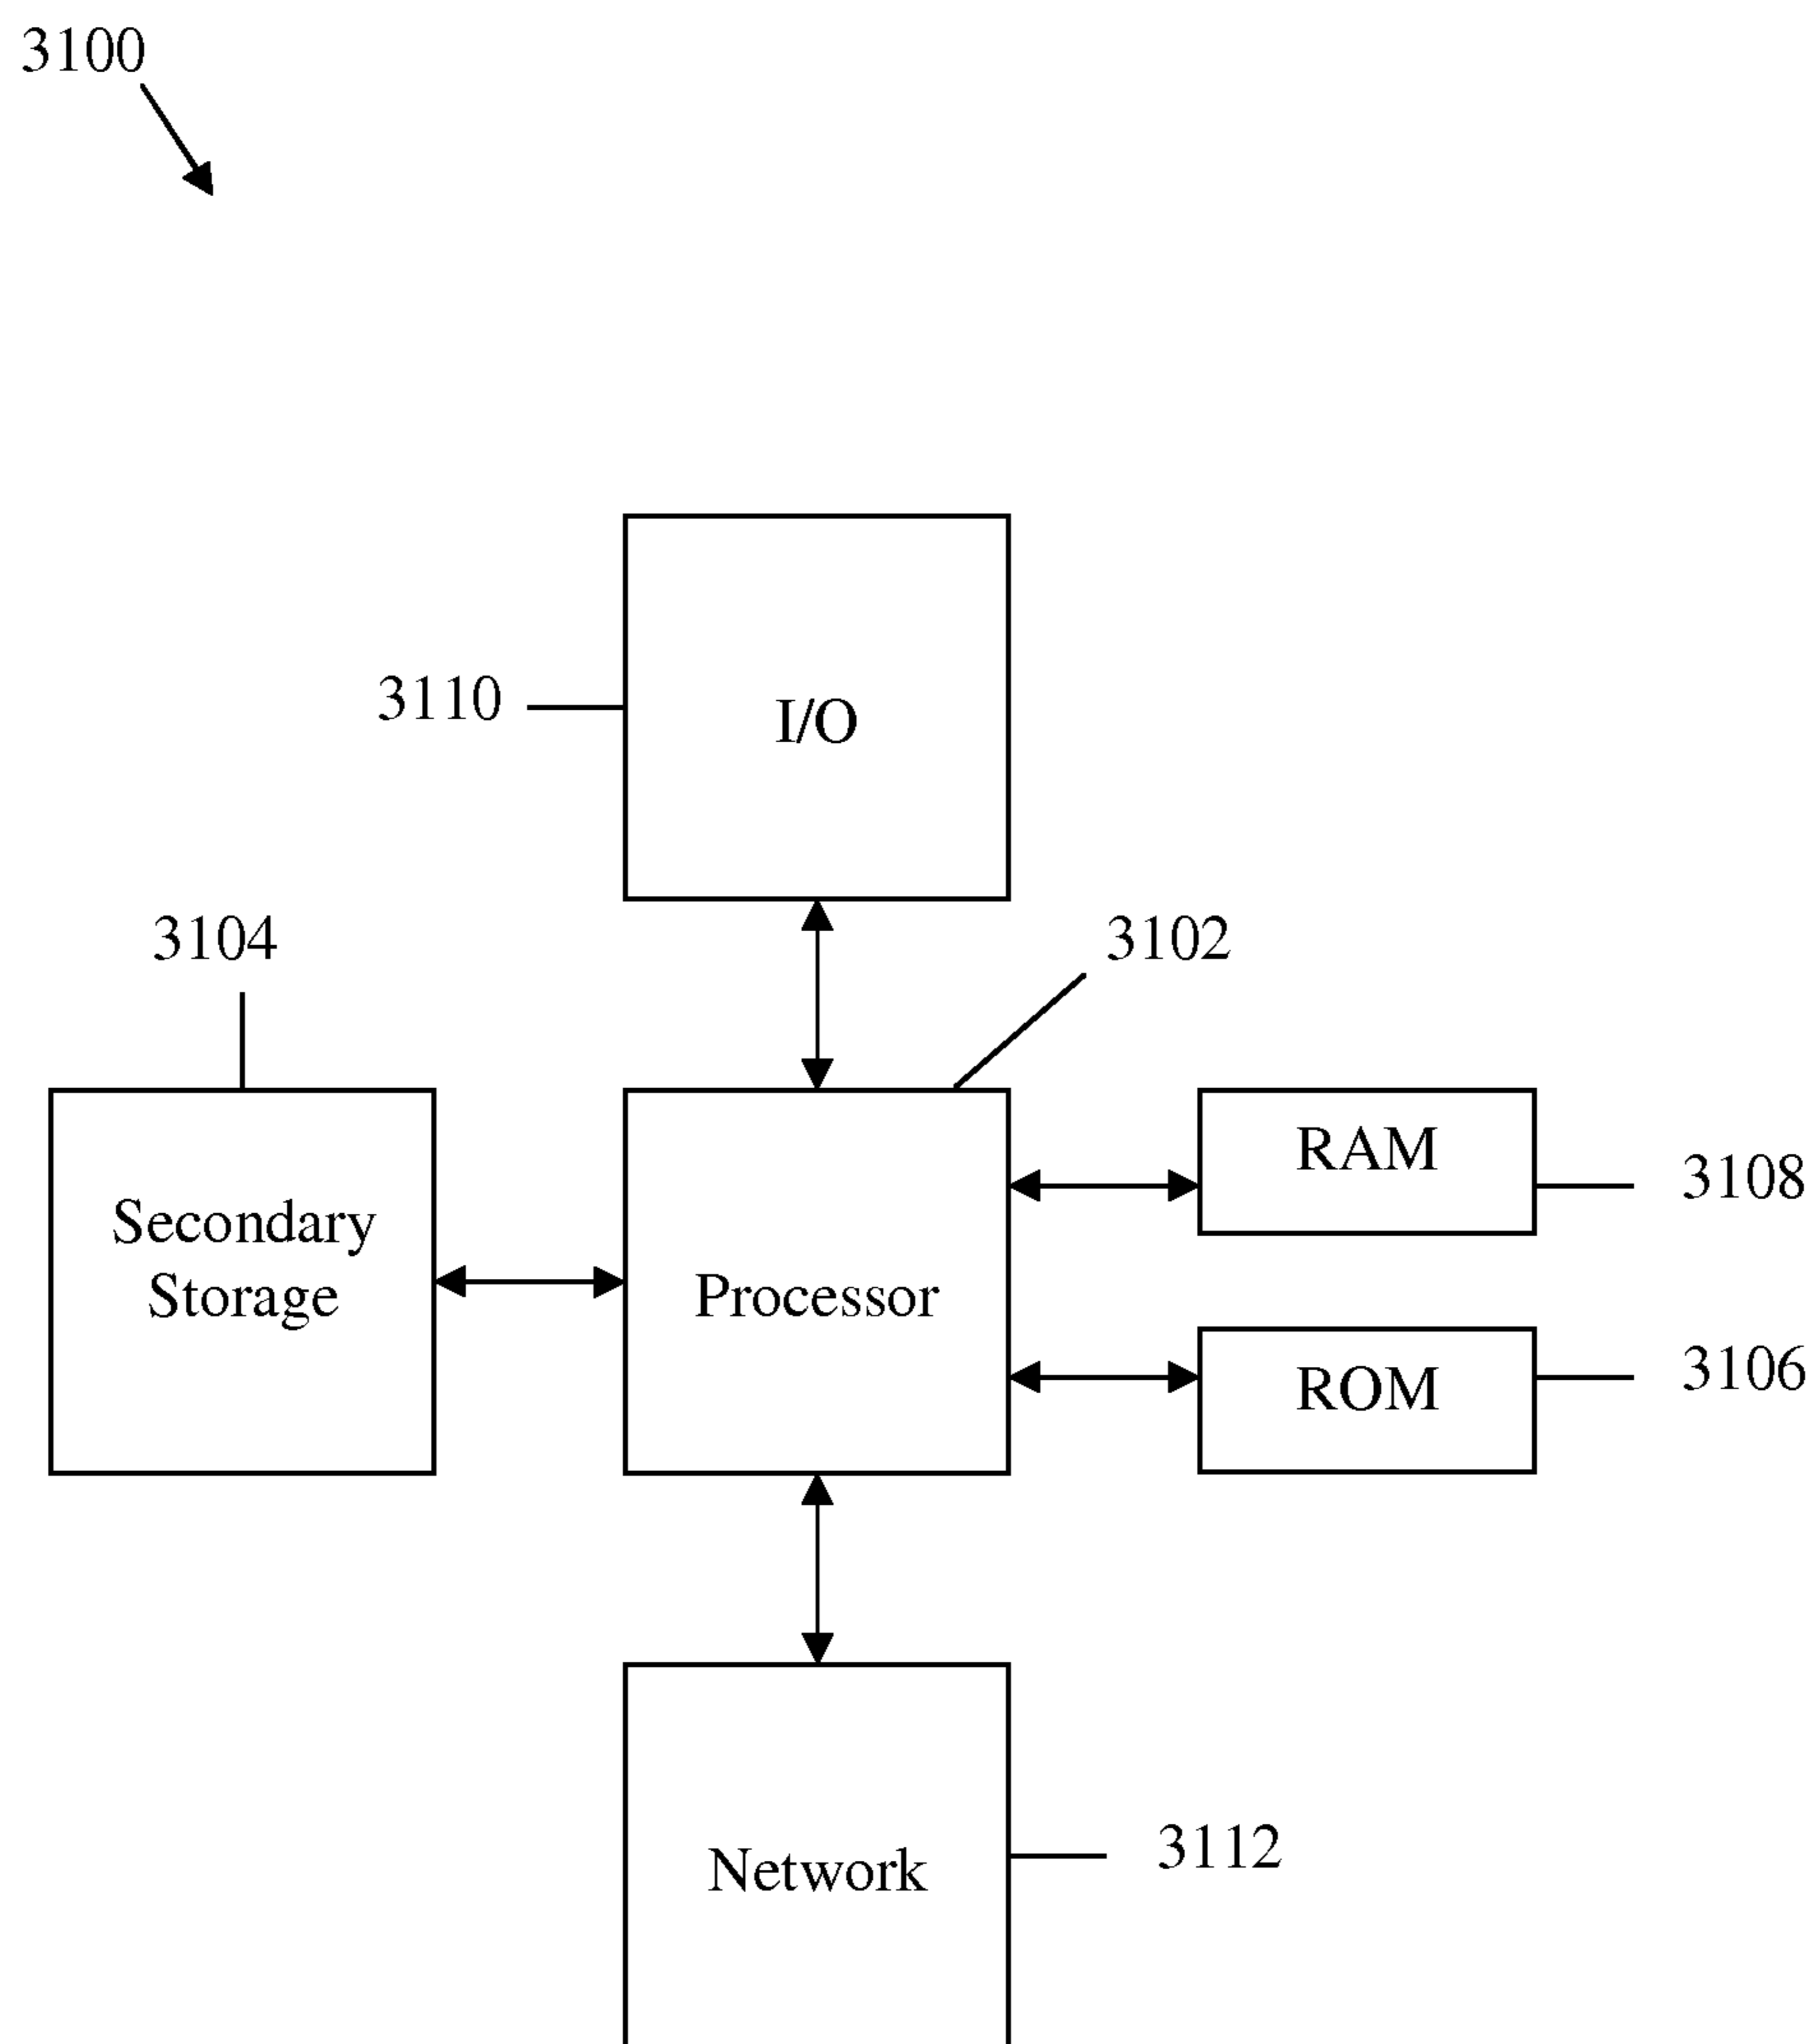 3100
3110
I/O
3104
3102
RAM
3108
Secondary
Storage
Processor
ROM
3106
Network
3112